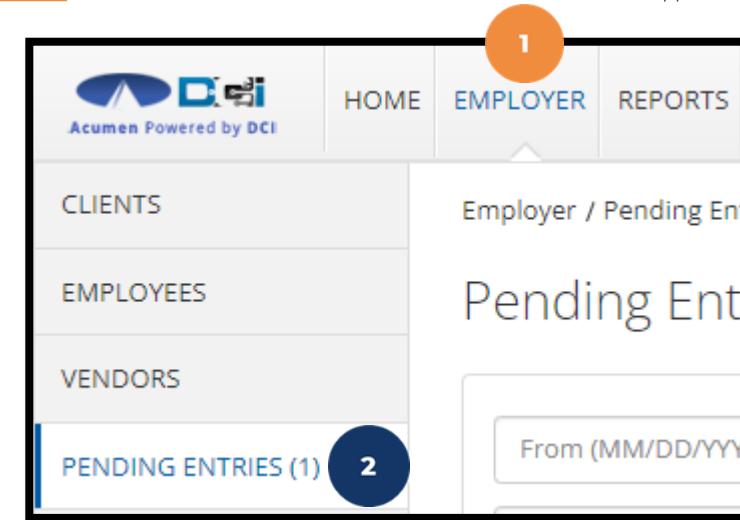 1
DCI
HOME EMPLOYER REPORTS
Acumen Powered by DCI
CLIENTS
Employer / Pending En
EMPLOYEES
Pending Ent
VENDORS
From (MM/DD/YYY
PENDING ENTRIES (1) 2